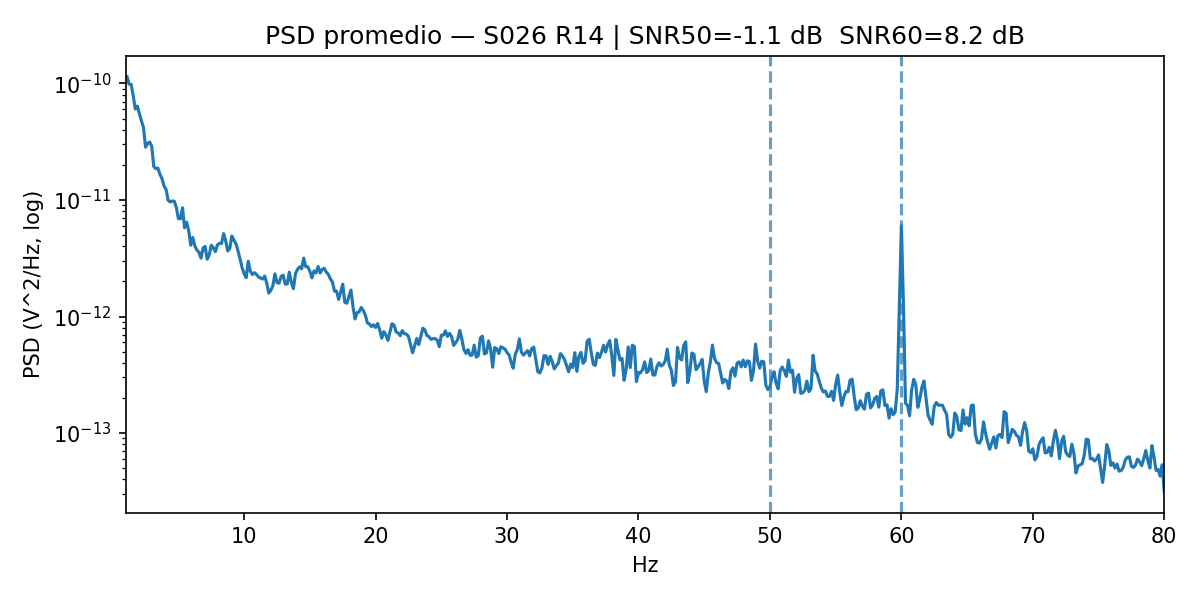 PSD promedio — S026 R14 | SNR50=-1.1 dB  SNR60=8.2 dB
PSD (V^2/Hz, log)
10⁻¹⁰
10⁻¹¹
10⁻¹²
10⁻¹³
10 20 30 40 50 60 70 80
Hz